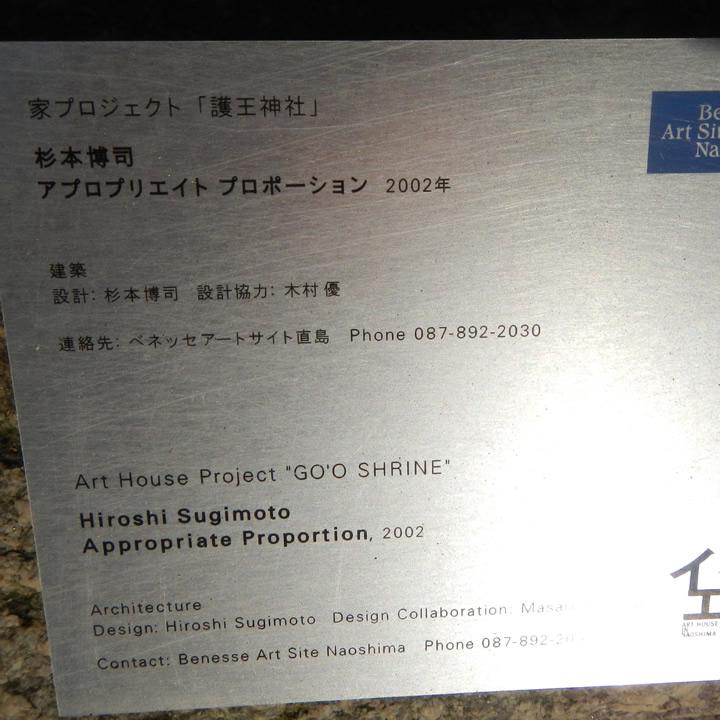 家プロジェクト「護王神社」
杉本博司
アプロプリエイト プロポーション 2002年
建築
設計: 杉本博司 設計協力: 木村 優
連絡先: ベネッセアートサイト直島 Phone 087-892-2030
Art House Project "GO'O SHRINE"
Hiroshi Sugimoto
Appropriate Proportion, 2002
Architecture
Design: Hiroshi Sugimoto Design Collaboration:
Contact: Benesse Art Site Naoshima Phone
Art
ART HOUSE
NAOSHIMA